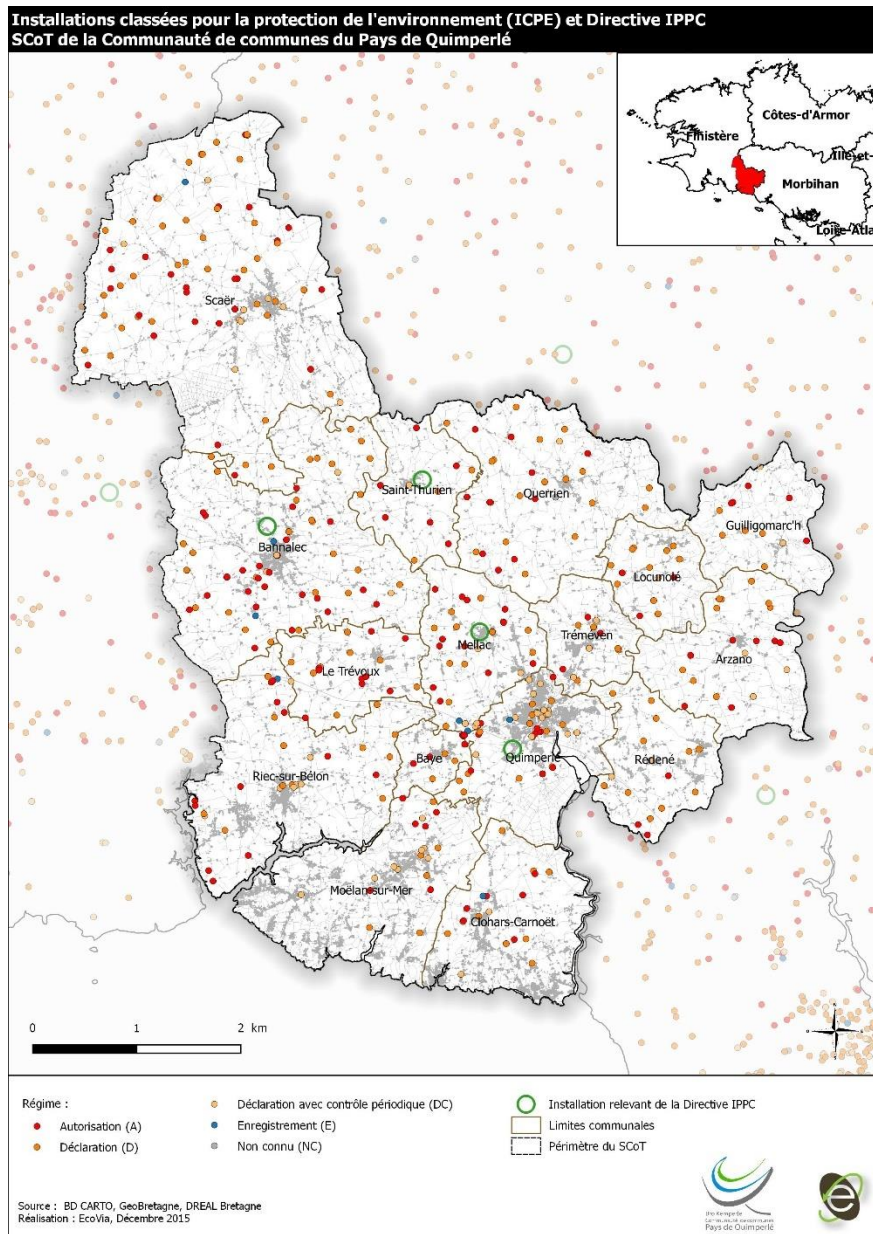 Installations classées pour la protection de l'environnement (ICPE) et Directive IPPC
SCoT de la Communauté de communes du Pays de Quimperlé
Côtes-d'Armor
Finistère
Ille-et-
Morbihan
Loire-Atla
Scaër
Saint-Thurien
Querrien
Guilligomarc'h
Bannalec
Locunolé
Mellac
Tréméven
Arzano
Le Trévoux
Baye
Quimperlé
Rédené
Riec-sur-Bélon
Moëlan-sur-Mer
Clohars-Carnoët
0 1 2 km
Régime :
Autorisation (A)
Déclaration (D)
Déclaration avec contrôle périodique (DC)
Enregistrement (E)
Non connu (NC)
Installation relevant de la Directive IPPC
Limites communales
Périmètre du SCoT
Source : BD CARTO, GeoBretagne, DREAL Bretagne
Réalisation : EcoVia, Décembre 2015
Pays de Quimperlé
e